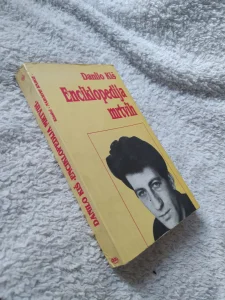 Danilo Kiš
Enciklopedija
mrtvih
DANILO KIŠ ENCIKLOPEDIJA MRTVIH